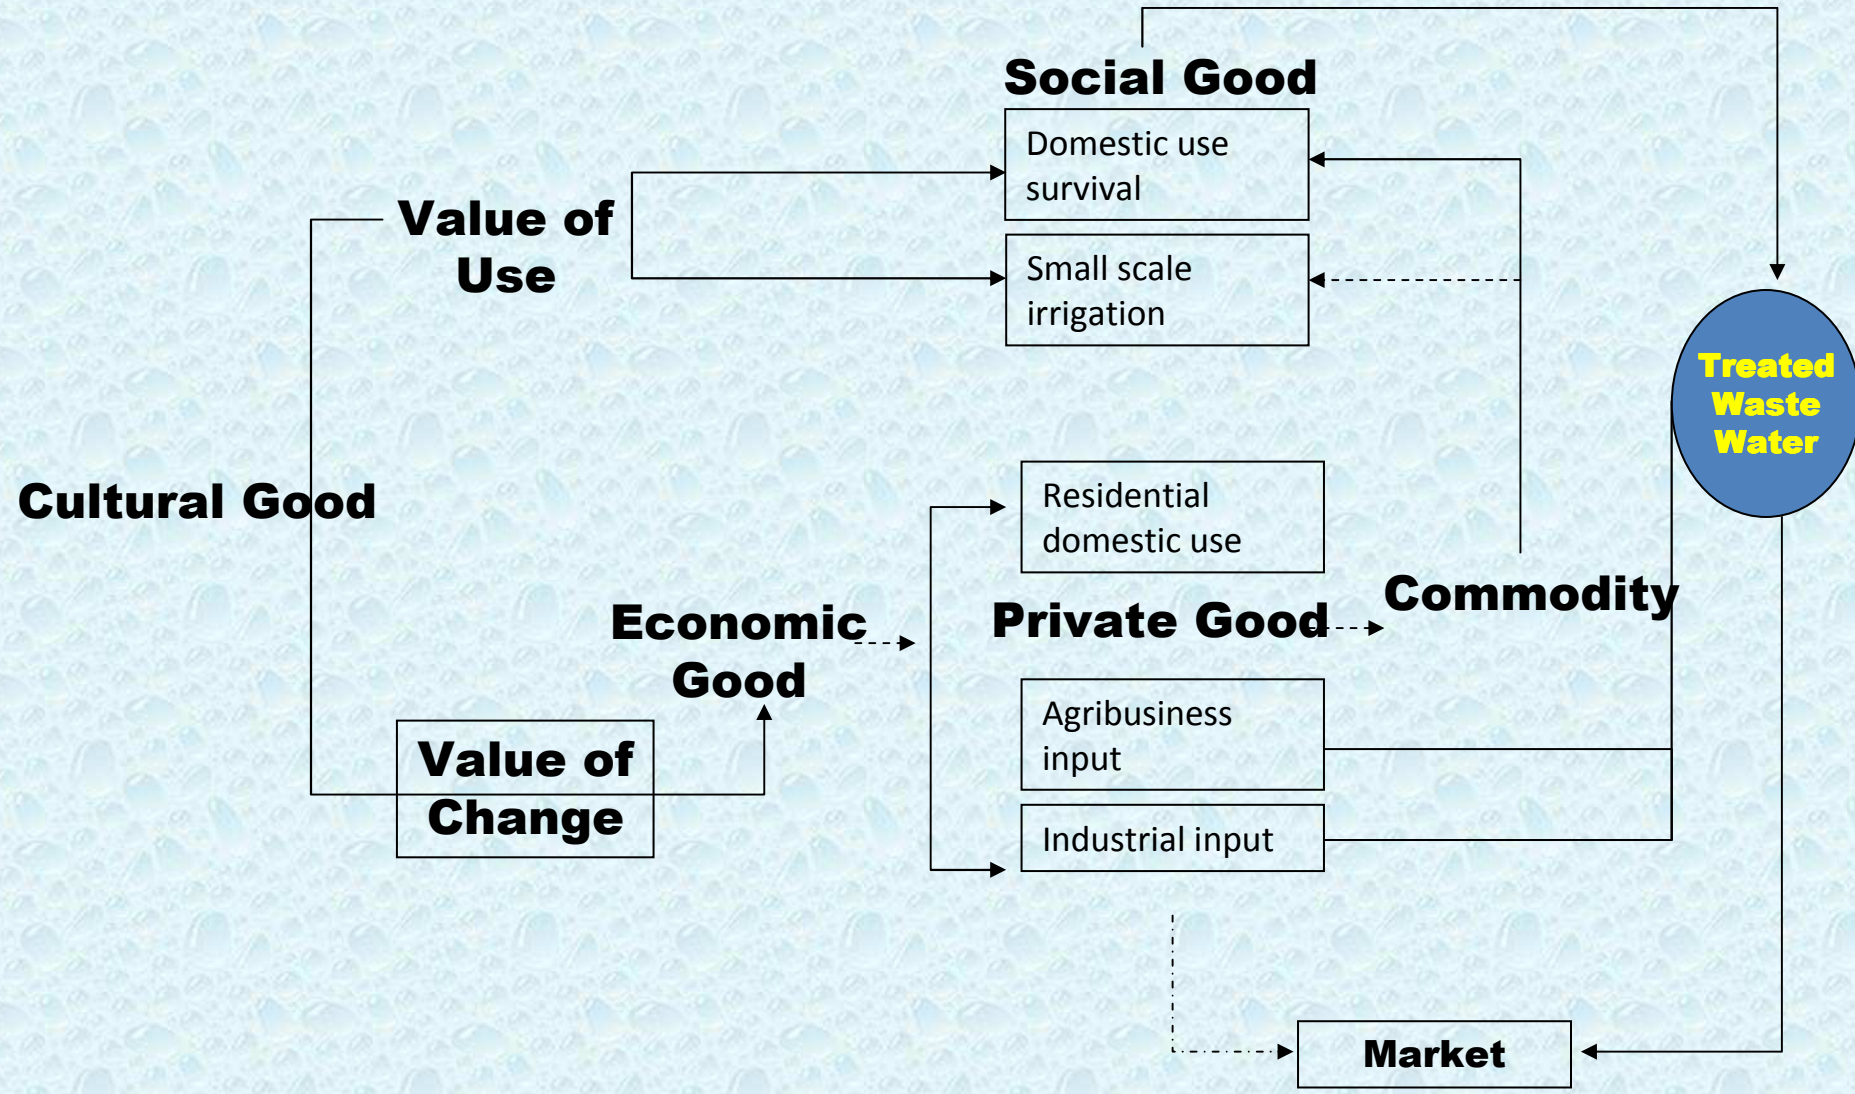 Social Good
Domestic use
survival
Value of
Use
Small scale
irrigation
Treated
Waste
Water
Cultural Good
Residential
domestic use
Commodity
Economic
Good
Private Good
Agribusiness
input
Value of
Change
Industrial input
Market